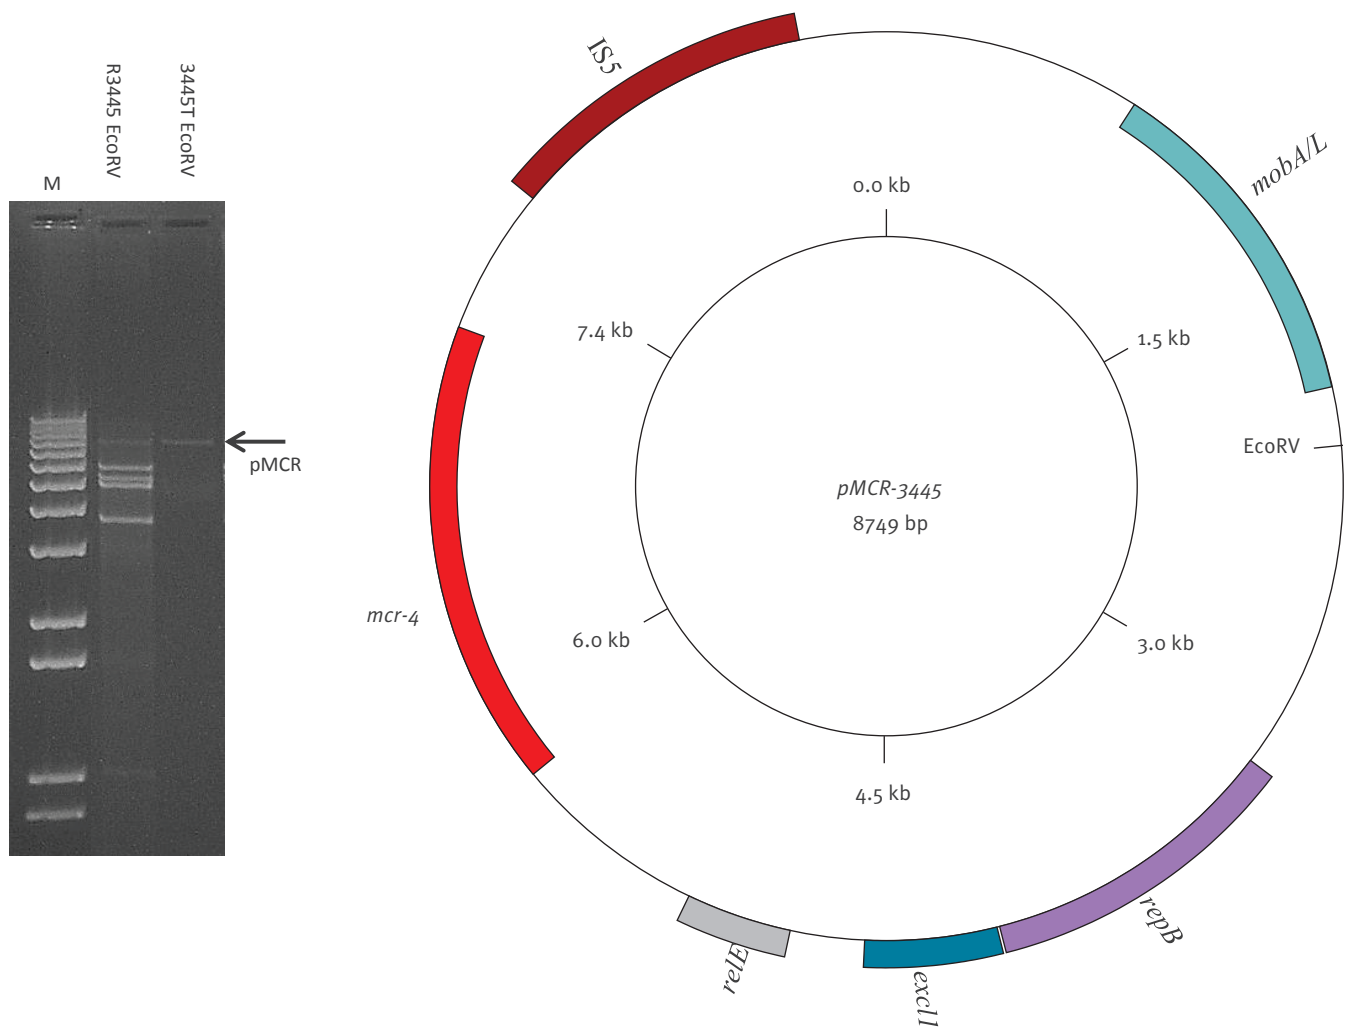 R3445 EcoRV
3445T EcoRV
M
pMCR
IS5
mobA/L
0.0 kb
7.4 kb
1.5 kb
EcoRV
pMCR-3445
8749 bp
mcr-4
6.0 kb
3.0 kb
4.5 kb
repB
relE
excl1